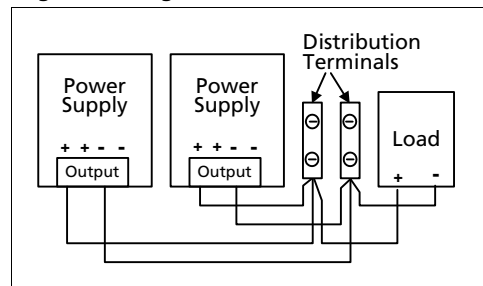 Distribution
Terminals
Power
Supply
+ + - -
Output
Power
Supply
+ + - -
Output
Load
+ -